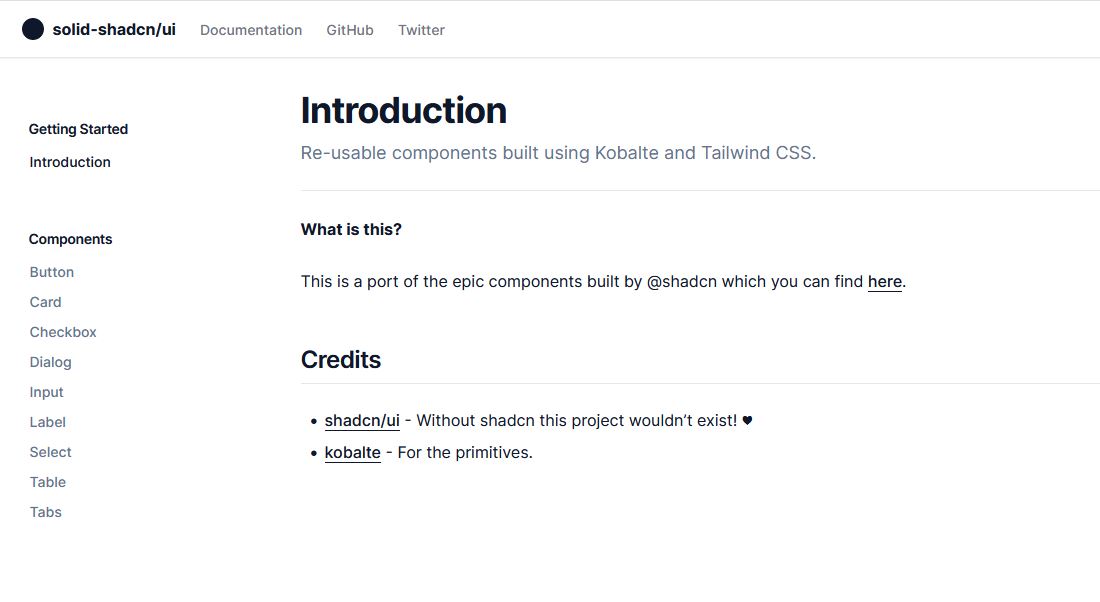 solid-shadcn/ui Documentation GitHub Twitter
Getting Started
Introduction
Components
Button
Card
Checkbox
Dialog
Input
Label
Select
Table
Tabs
Introduction
Re-usable components built using Kobalte and Tailwind CSS.
What is this?
This is a port of the epic components built by @shadcn which you can find here.
Credits
• shadcn/ui - Without shadcn this project wouldn’t exist! ♥
• kobalte - For the primitives.